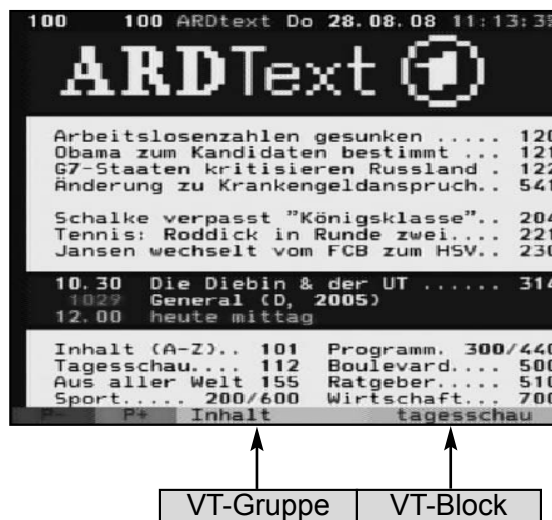 100 100 ARDtext Do 28.08.08 11:13:3
ARDText 1
Arbeitslosenzahlen gesunken ..... 120
Obama zum Kandidaten bestimmt ... 121
G7-Staaten kritisieren Russland . 122
Änderung zu Krankengeldanspruch.. 541
Schalke verpasst "Königsklasse".. 204
Tennis: Roddick in Runde zwei.... 221
Jansen wechselt vom FCB zum HSV.. 230
10.30 Die Diebin & der UT ...... 314
1029 General (D, 2005)
12.00 heute mittag
Inhalt (A-Z).. 101 Programm. 300/440
Tagesschau.... 112 Boulevard.... 500
Aus aller Welt 155 Ratgeber..... 510
Sport..... 200/600 Wirtschaft... 700
P- P+ Inhalt tagesschau
VT-Gruppe VT-Block